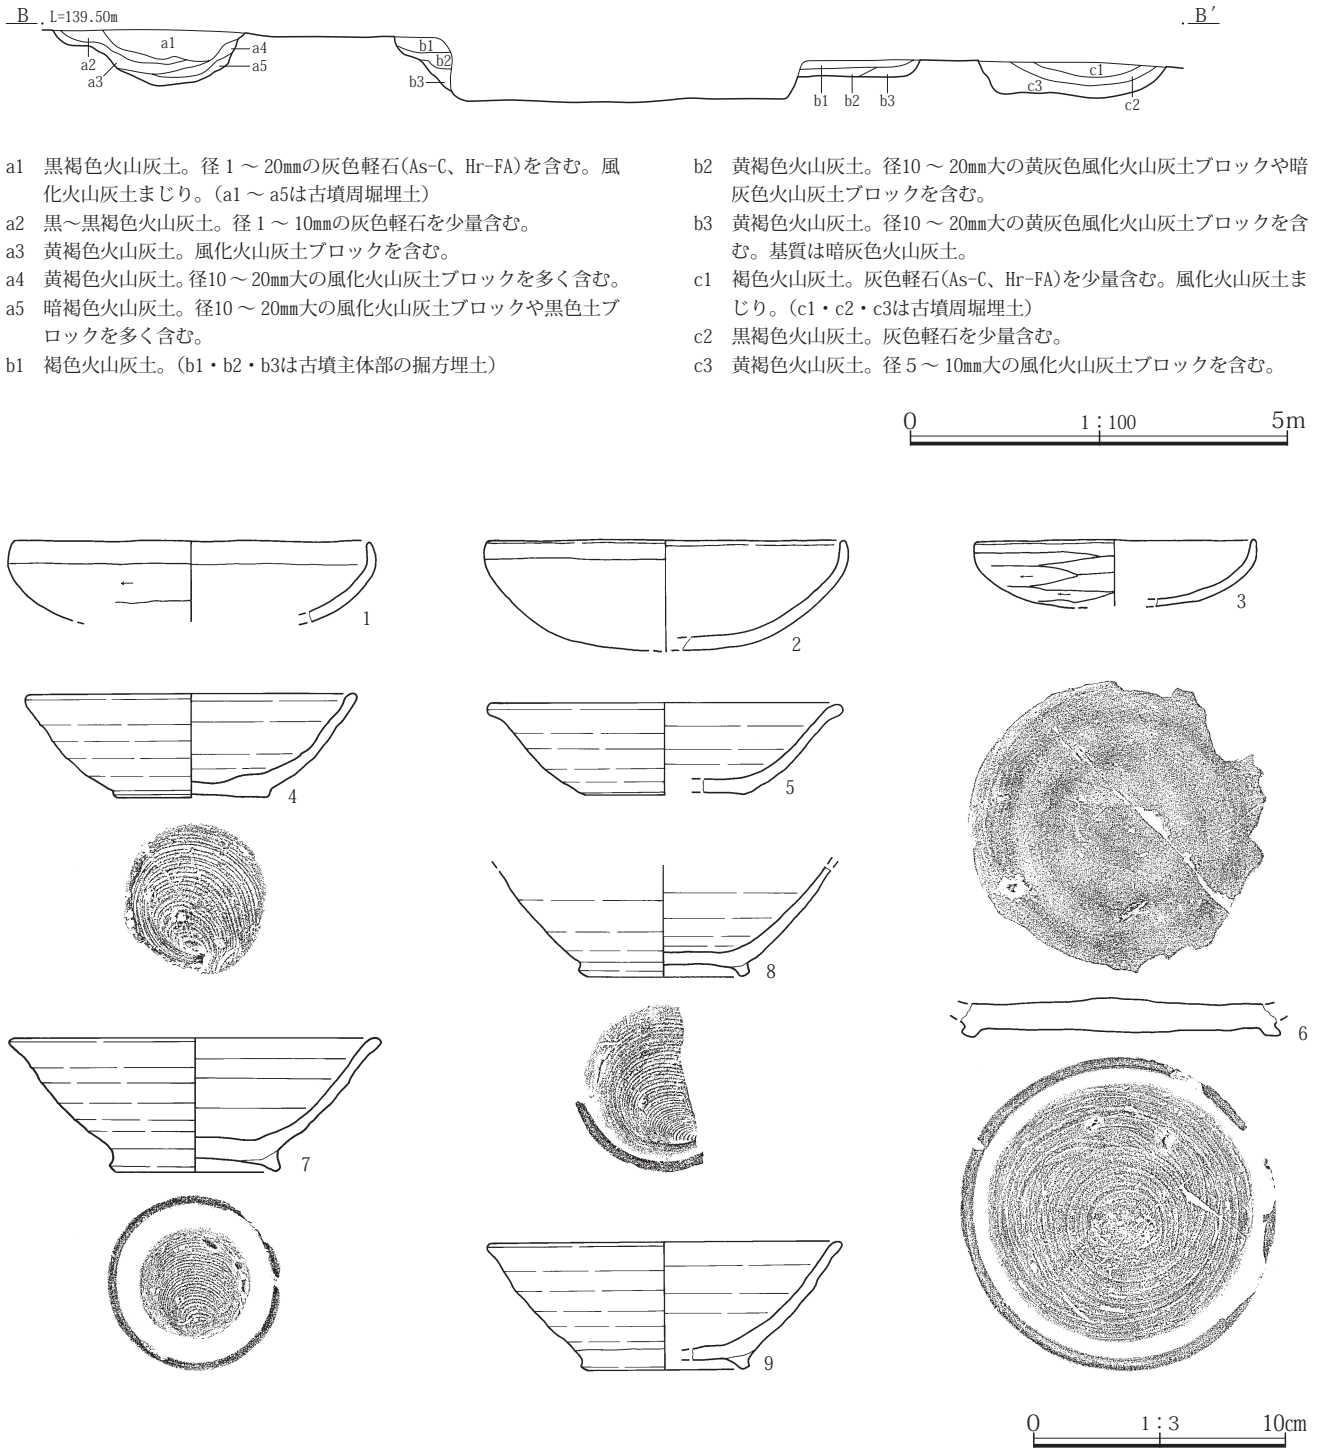 B L=139.50m B′
a1 a2 a3 a4 a5 b1 b2 b3 b1 b2 b3 c1 c3 c2
a1 黒褐色火山灰土。径1～20㎜の灰色軽石(As-C、Hr-FA)を含む。風
化火山灰土まじり。（a1～a5は古墳周堀埋土）
a2 黒～黒褐色火山灰土。径1～10㎜の灰色軽石を少量含む。
a3 黄褐色火山灰土。風化火山灰土ブロックを含む。
a4 黄褐色火山灰土。径10～20㎜大の風化火山灰土ブロックを多く含む。
a5 暗褐色火山灰土。径10～20㎜大の風化火山灰土ブロックや黒色土ブ
ロックを多く含む。
b1 褐色火山灰土。（b1・b2・b3は古墳主体部の掘方埋土）
b2 黄褐色火山灰土。径10～20㎜大の黄灰色風化火山灰土ブロックや暗
灰色火山灰土ブロックを含む。
b3 黄褐色火山灰土。径10～20㎜大の黄灰色風化火山灰土ブロックを含
む。基質は暗灰色火山灰土。
c1 褐色火山灰土。灰色軽石(As-C、Hr-FA)を少量含む。風化火山灰土ま
じり。（c1・c2・c3は古墳周堀埋土）
c2 黒褐色火山灰土。灰色軽石を少量含む。
c3 黄褐色火山灰土。径5～10㎜大の風化火山灰土ブロックを含む。
0 1：100 5m
1
2
3
4
5
8
6
7
9
0 1：3 10㎝